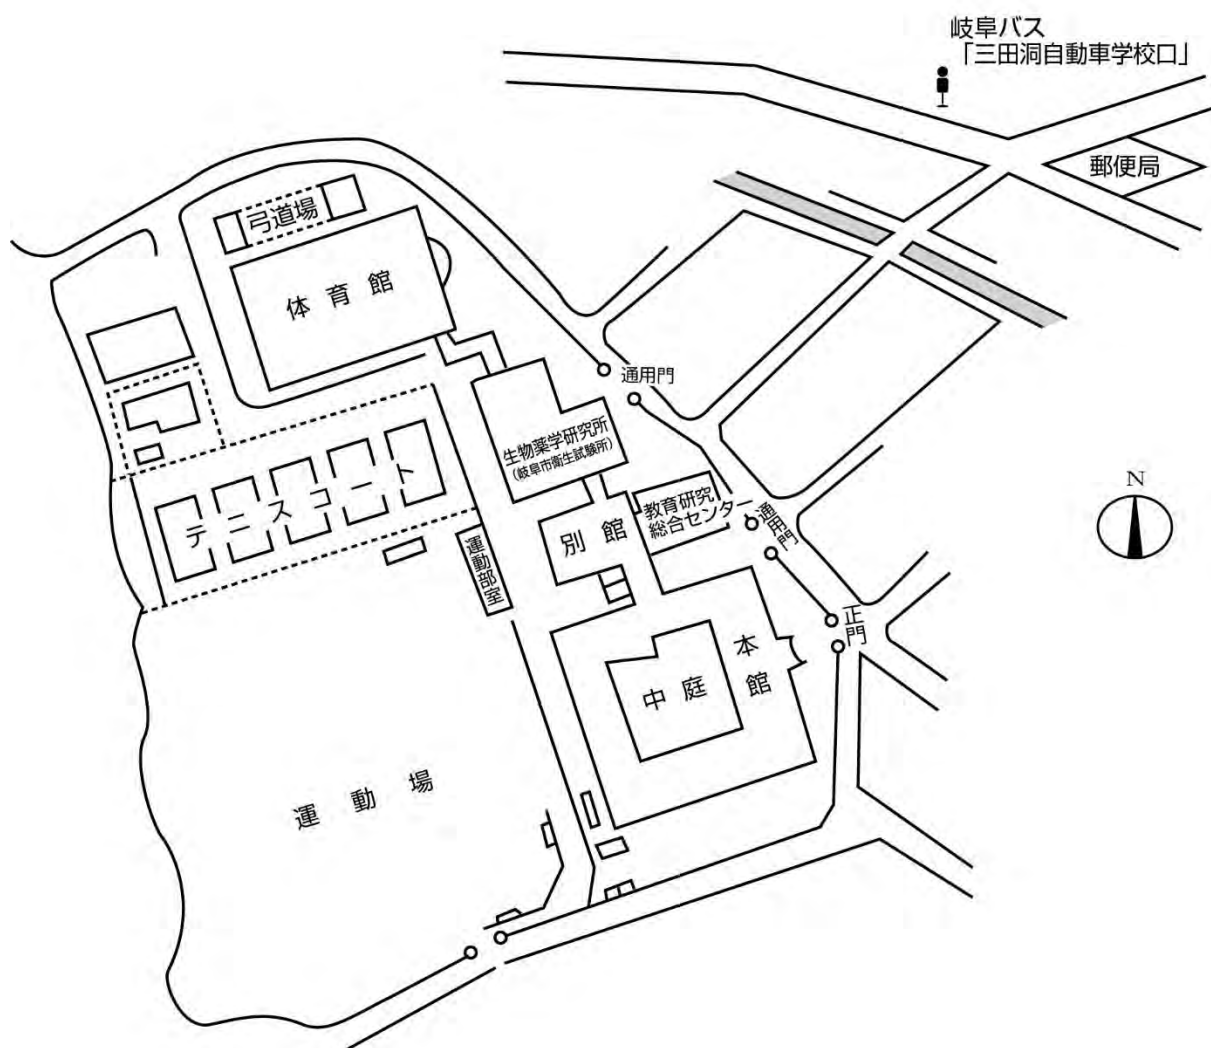 岐阜バス
「三田洞自動車学校口」
郵便局
弓道場
体育館
通用門
生物薬学研究所
（岐阜市衛生試験所）
教育研究
総合センター
通用門
別館
テニスコート
運動部室
正門
本館
中庭
運動場
N